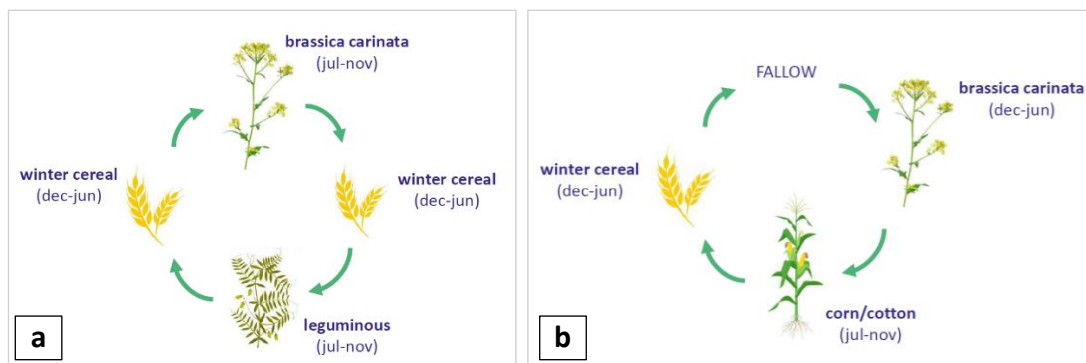 brassica carinata
(jul-nov)
winter cereal
(dec-jun)
winter cereal
(dec-jun)
leguminous
(jul-nov)
a
FALLOW
brassica carinata
(dec-jun)
winter cereal
(dec-jun)
corn/cotton
(jul-nov)
b